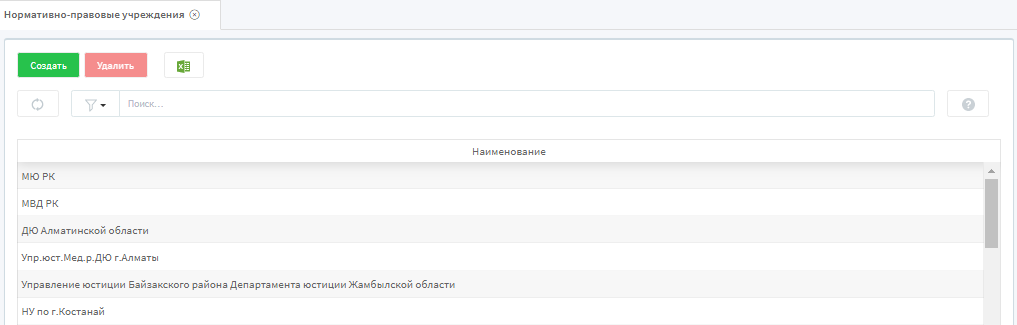 Нормативно-правовые учреждения
Создать Удалить
Поиск...
Наименование
МЮ РК
МВД РК
ДЮ Алматинской области
Упр.юст.Мед.р.ДЮ г.Алматы
Управление юстиции Байзакского района Департамента юстиции Жамбылской области
НУ по г.Костанай